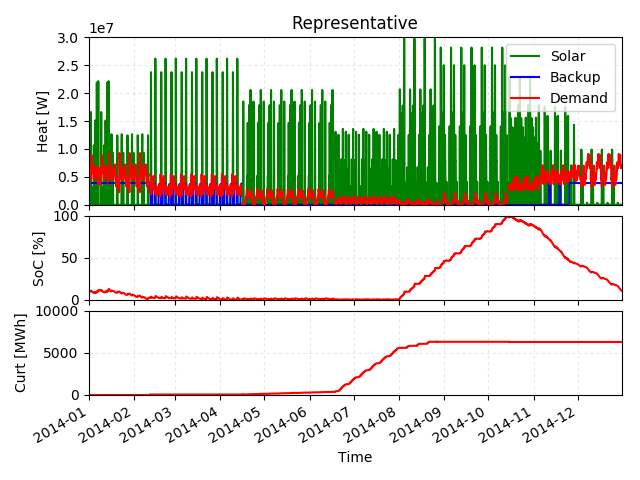 Representative
1e7
Heat [W]
3.0
2.5
2.0
1.5
1.0
0.5
0.0
Solar
Backup
Demand
SoC [%]
100
50
0
Curt [MWh]
10000
5000
0
2014-01
2014-02
2014-03
2014-04
2014-05
2014-06
2014-07
2014-08
2014-09
2014-10
2014-11
2014-12
Time